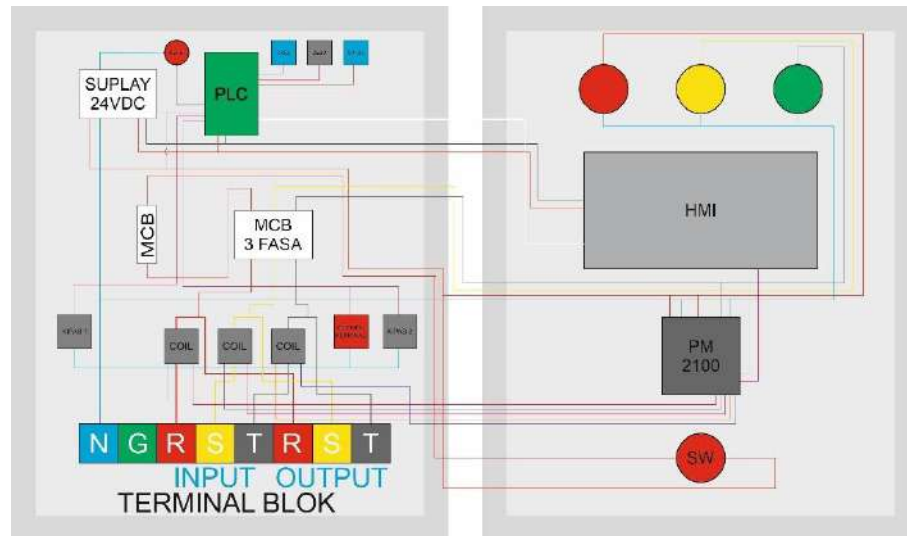 SUPLAY
24VDC
PLC
HMI
MCB
MCB
3 FASA
COIL
COIL
COIL
PM
2100
SW
N G R S T R S T
INPUT OUTPUT
TERMINAL BLOK